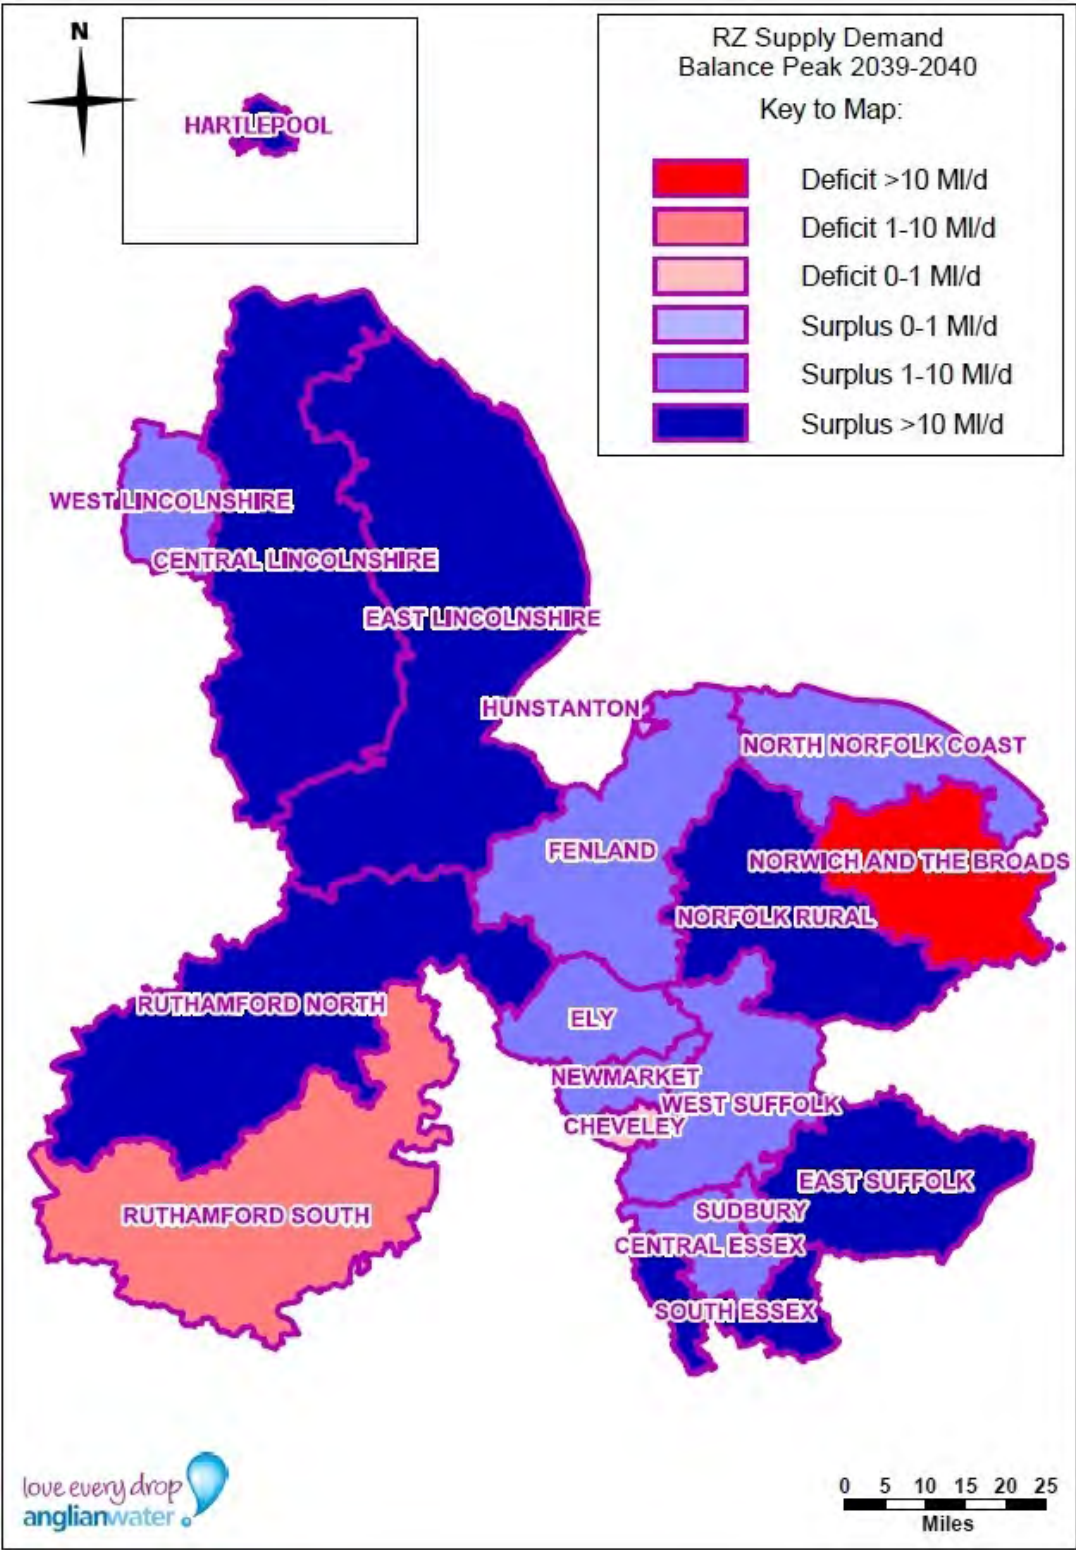 N
HARTLEPOOL
RZ Supply Demand
Balance Peak 2039-2040
Key to Map:
Deficit >10 Ml/d
Deficit 1-10 Ml/d
Deficit 0-1 Ml/d
Surplus 0-1 Ml/d
Surplus 1-10 Ml/d
Surplus >10 Ml/d
WEST LINCOLNSHIRE
CENTRAL LINCOLNSHIRE
EAST LINCOLNSHIRE
HUNSTANTON
NORTH NORFOLK COAST
FENLAND
NORWICH AND THE BROADS
NORFOLK RURAL
RUTHAMFORD NORTH
ELY
NEWMARKET
WEST SUFFOLK
CHEVELEY
EAST SUFFOLK
SUDBURY
RUTHAMFORD SOUTH
CENTRAL ESSEX
SOUTH ESSEX
love every drop
anglianwater
0 5 10 15 20 25
Miles